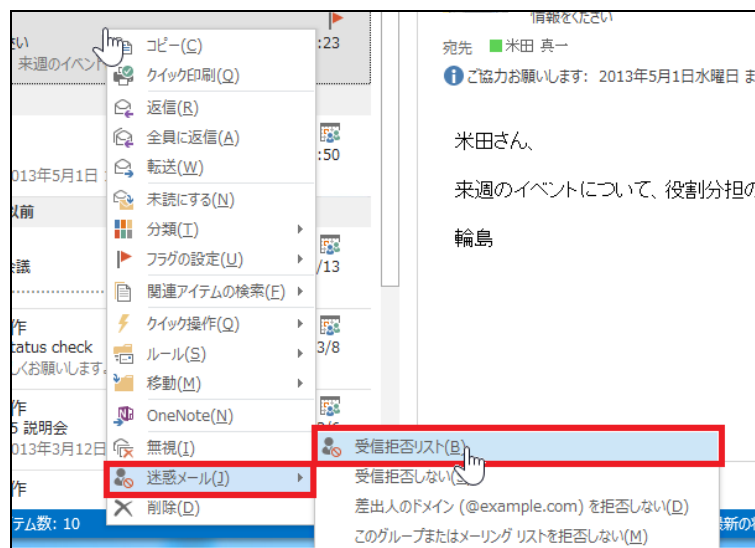 情報をください
宛先 米田 真一
ご協力お願いします: 2013年5月1日水曜日 ま
米田さん、
来週のイベントについて、役割分担の
輪島
さい
:23
来週のイベント
:50
013年5月1日
以前
会議
/13
作
tatus check
3/8
しくお願いします。
作
5 説明会
013年3月12日
作
テム数: 10
コピー(C)
クイック印刷(Q)
返信(R)
全員に返信(A)
転送(W)
未読にする(N)
分類(I)
フラグの設定(U)
関連アイテムの検索(F)
クイック操作(Q)
ルール(S)
移動(M)
OneNote(N)
無視(I)
迷惑メール(J)
削除(D)
受信拒否リスト(B)
受信拒否しない(
差出人のドメイン (@example.com) を拒否しない(D)
このグループまたはメーリング リストを拒否しない(M)